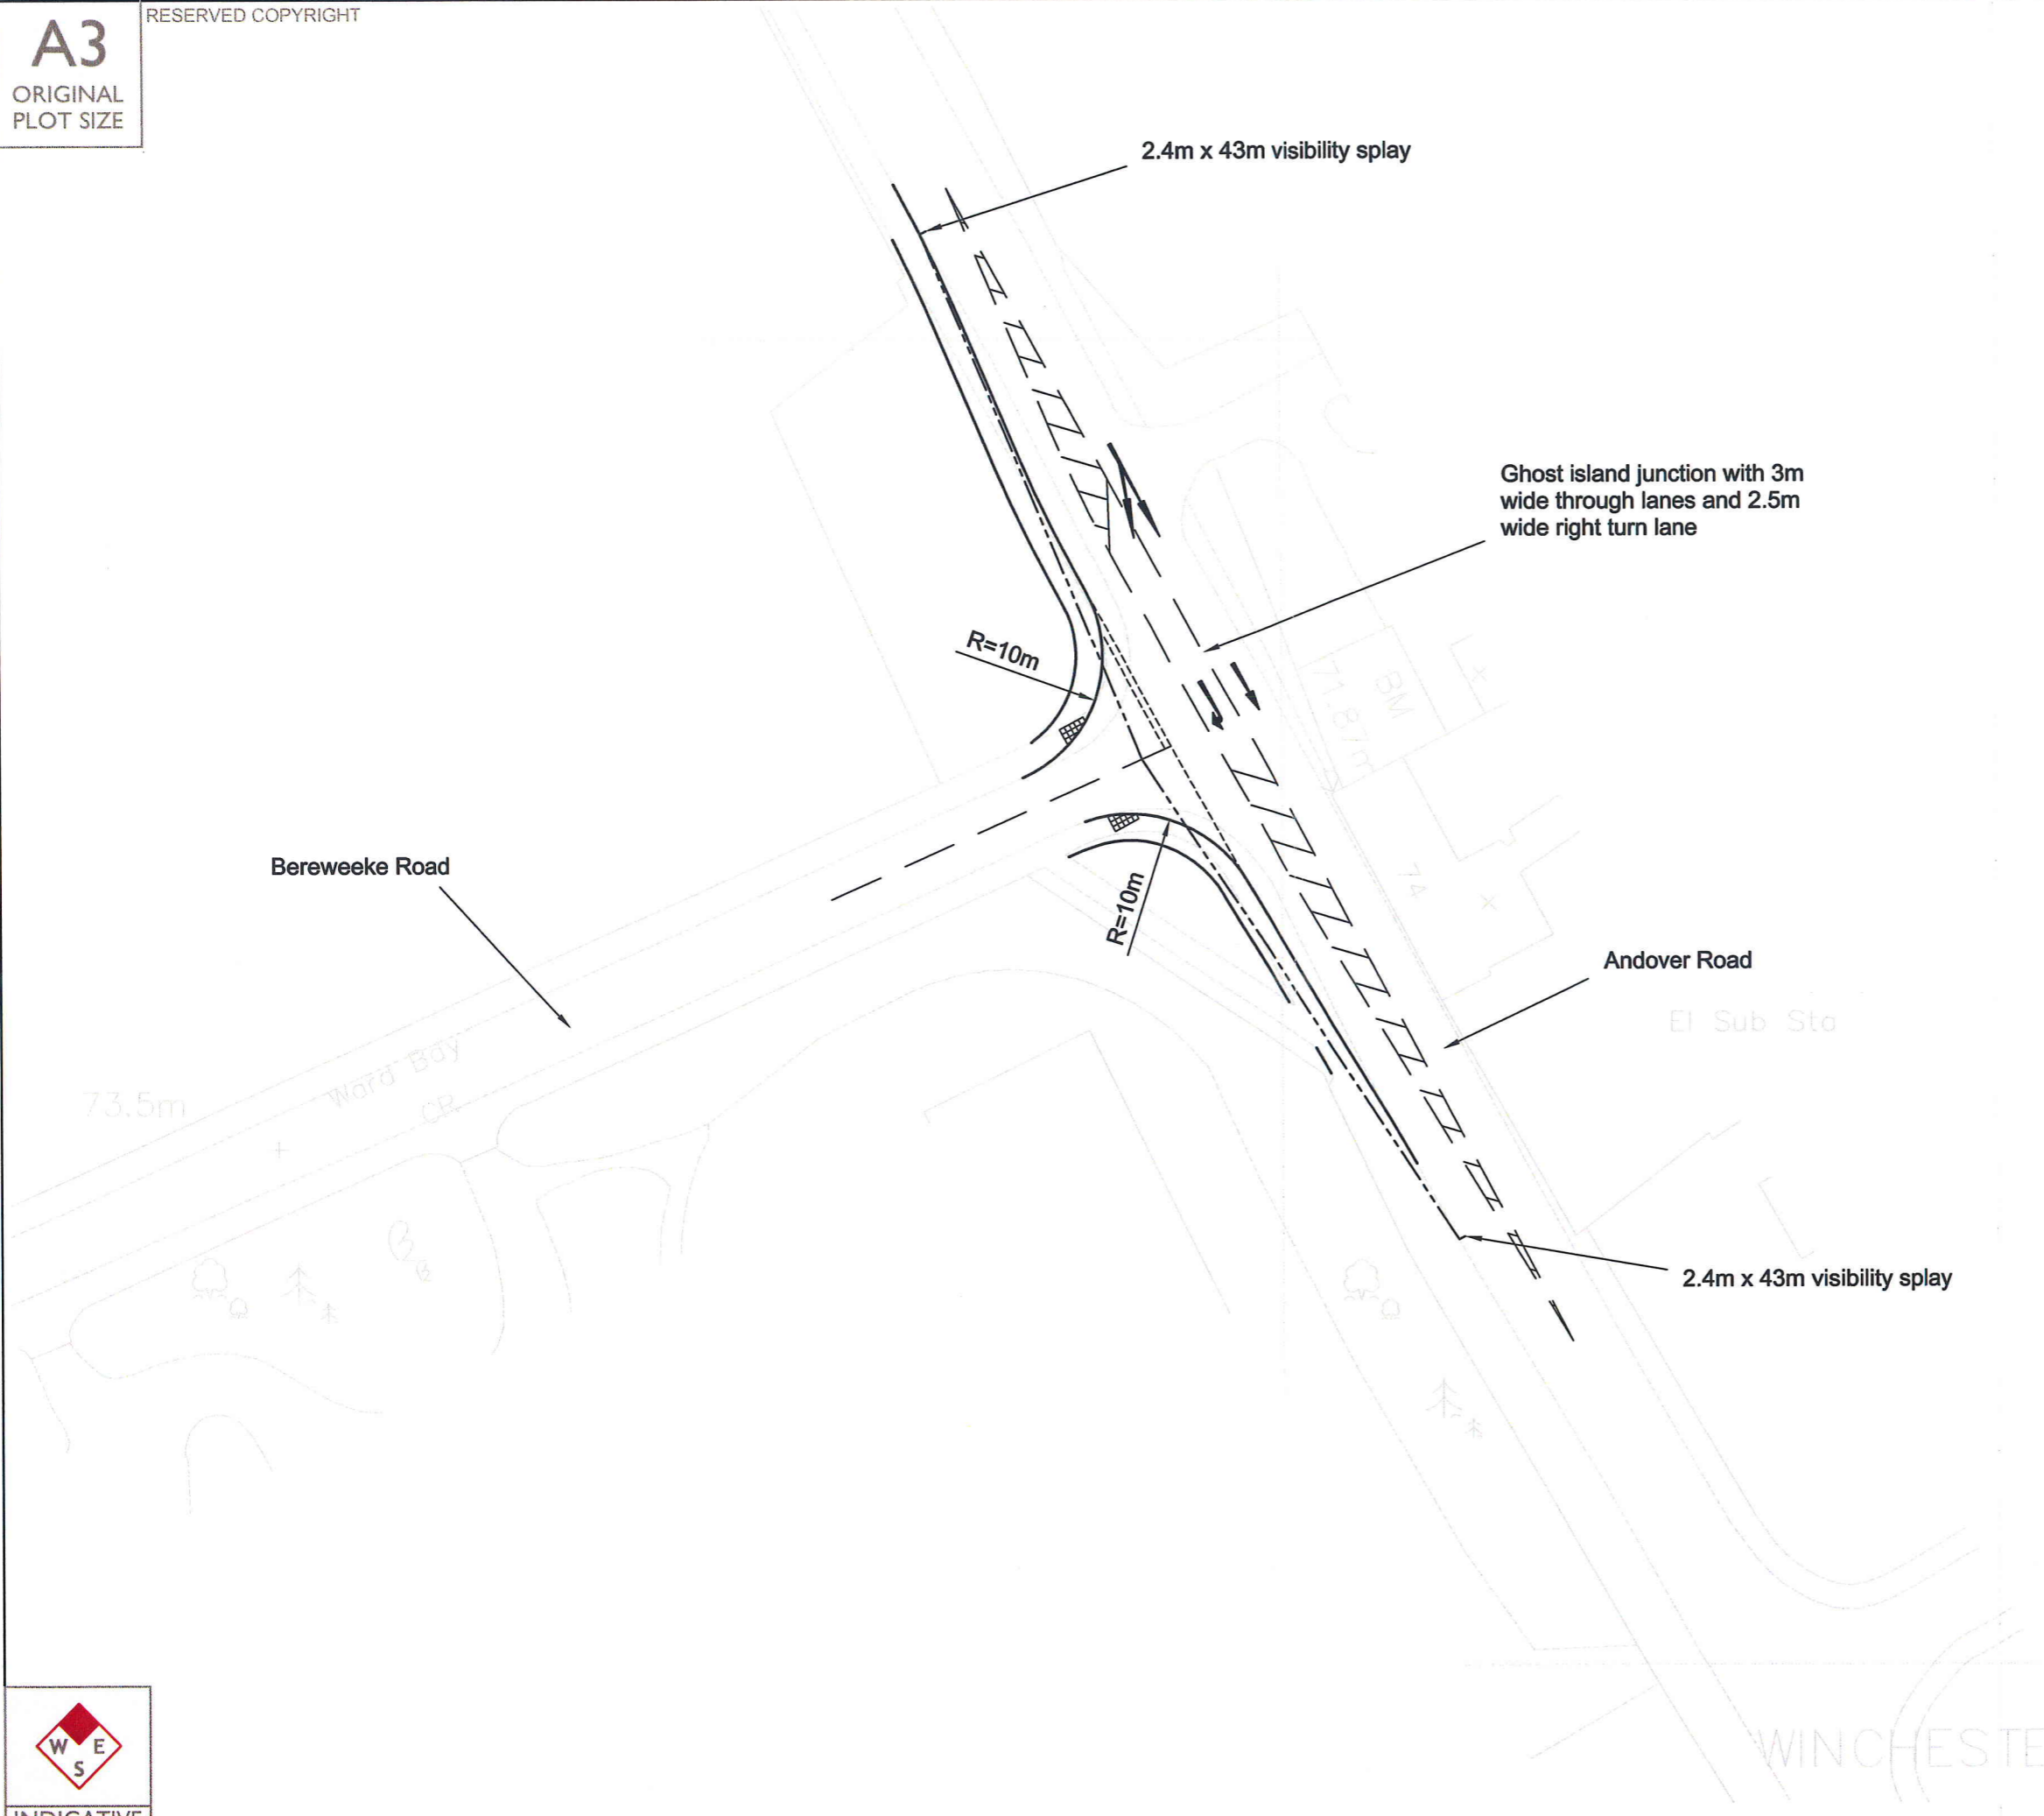 RESERVED COPYRIGHT
A3
ORIGINAL
PLOT SIZE
2.4m x 43m visibility splay
Ghost island junction with 3m
wide through lanes and 2.5m
wide right turn lane
R=10m
BM
71.87m
Bereweeke Road
R=10m
74
Andover Road
El Sub Sta
Ward Bdy
CR
73.5m
2.4m x 43m visibility splay
W E
S
WINCHESTE
INDICATIVE